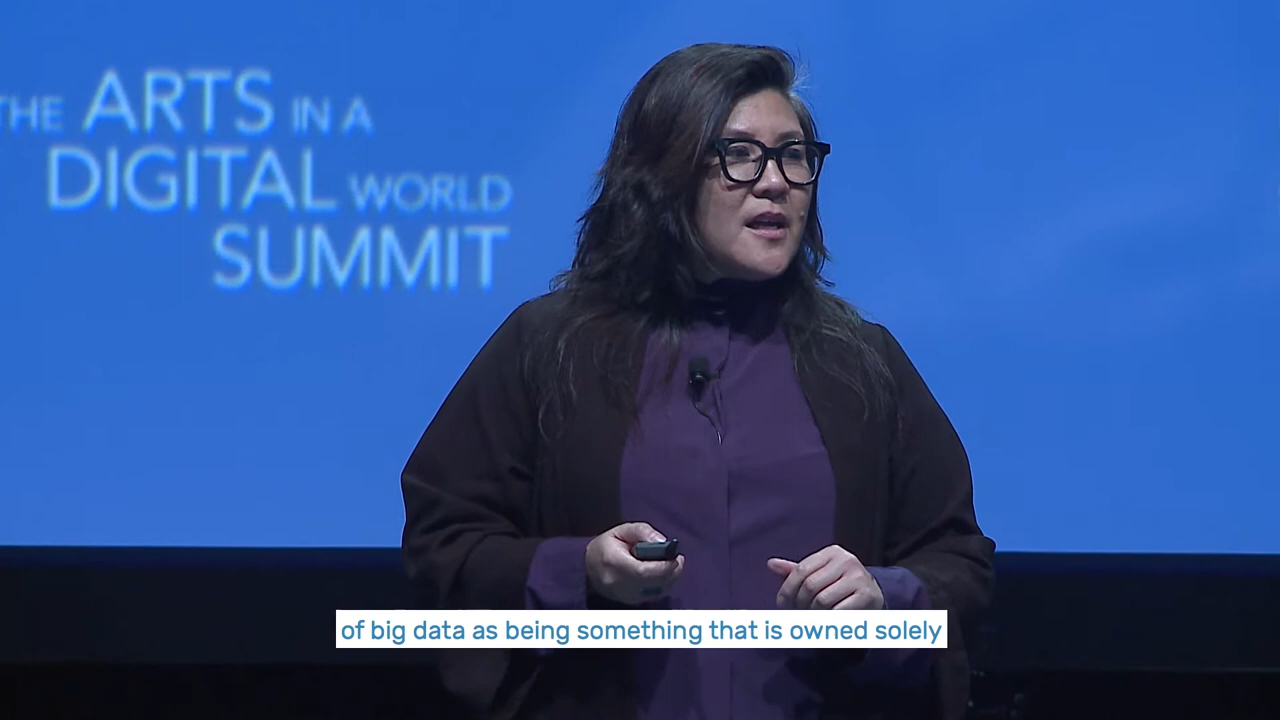 THE ARTS IN A
DIGITAL WORLD
SUMMIT
of big data as being something that is owned solely